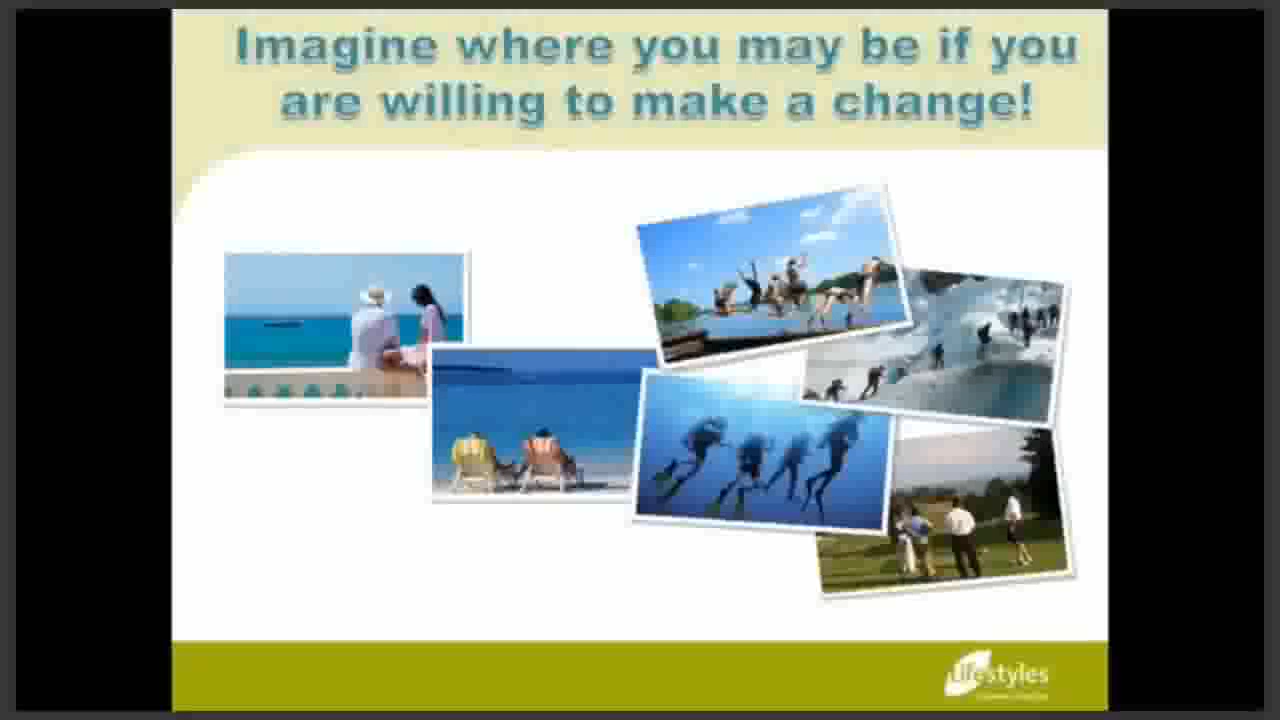 Imagine where you may be if you
are willing to make a change!
lifestyles